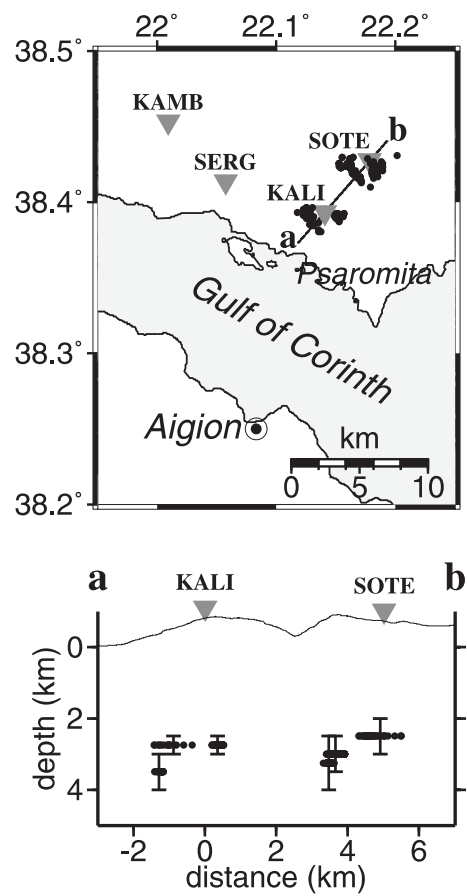 22° 22.1° 22.2°
38.5°
KAMB
SOTE
b
SERG
KALI
38.4°
a
Psaromita
Gulf of Corinth
38.3°
Aigion
km
0 10
38.2°
a KALI SOTE b
0
2
4
depth (km)
-2 0 2 4 6
distance (km)